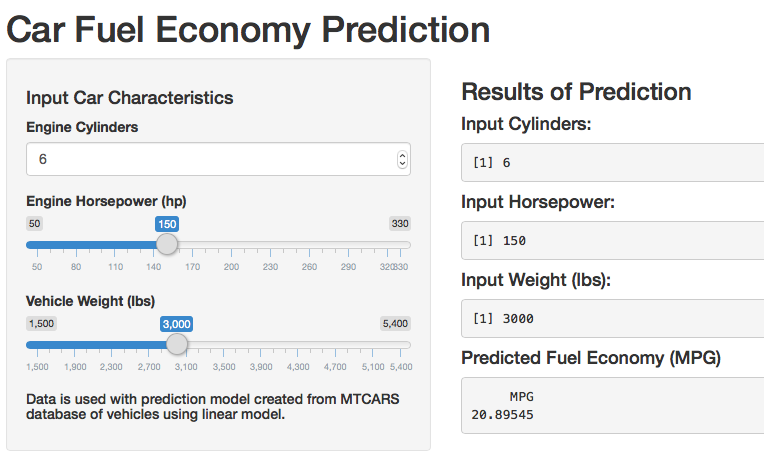 Car Fuel Economy Prediction
Input Car Characteristics
Engine Cylinders
6
Engine Horsepower (hp)
50 150 330
50 80 110 140 170 200 230 260 290 320330
Vehicle Weight (lbs)
1,500 3,000 5,400
1,500 1,900 2,300 2,700 3,100 3,500 3,900 4,300 4,700 5,100 5,400
Data is used with prediction model created from MTCARS
database of vehicles using linear model.
Results of Prediction
Input Cylinders:
[1] 6
Input Horsepower:
[1] 150
Input Weight (lbs):
[1] 3000
Predicted Fuel Economy (MPG)
MPG
20.89545